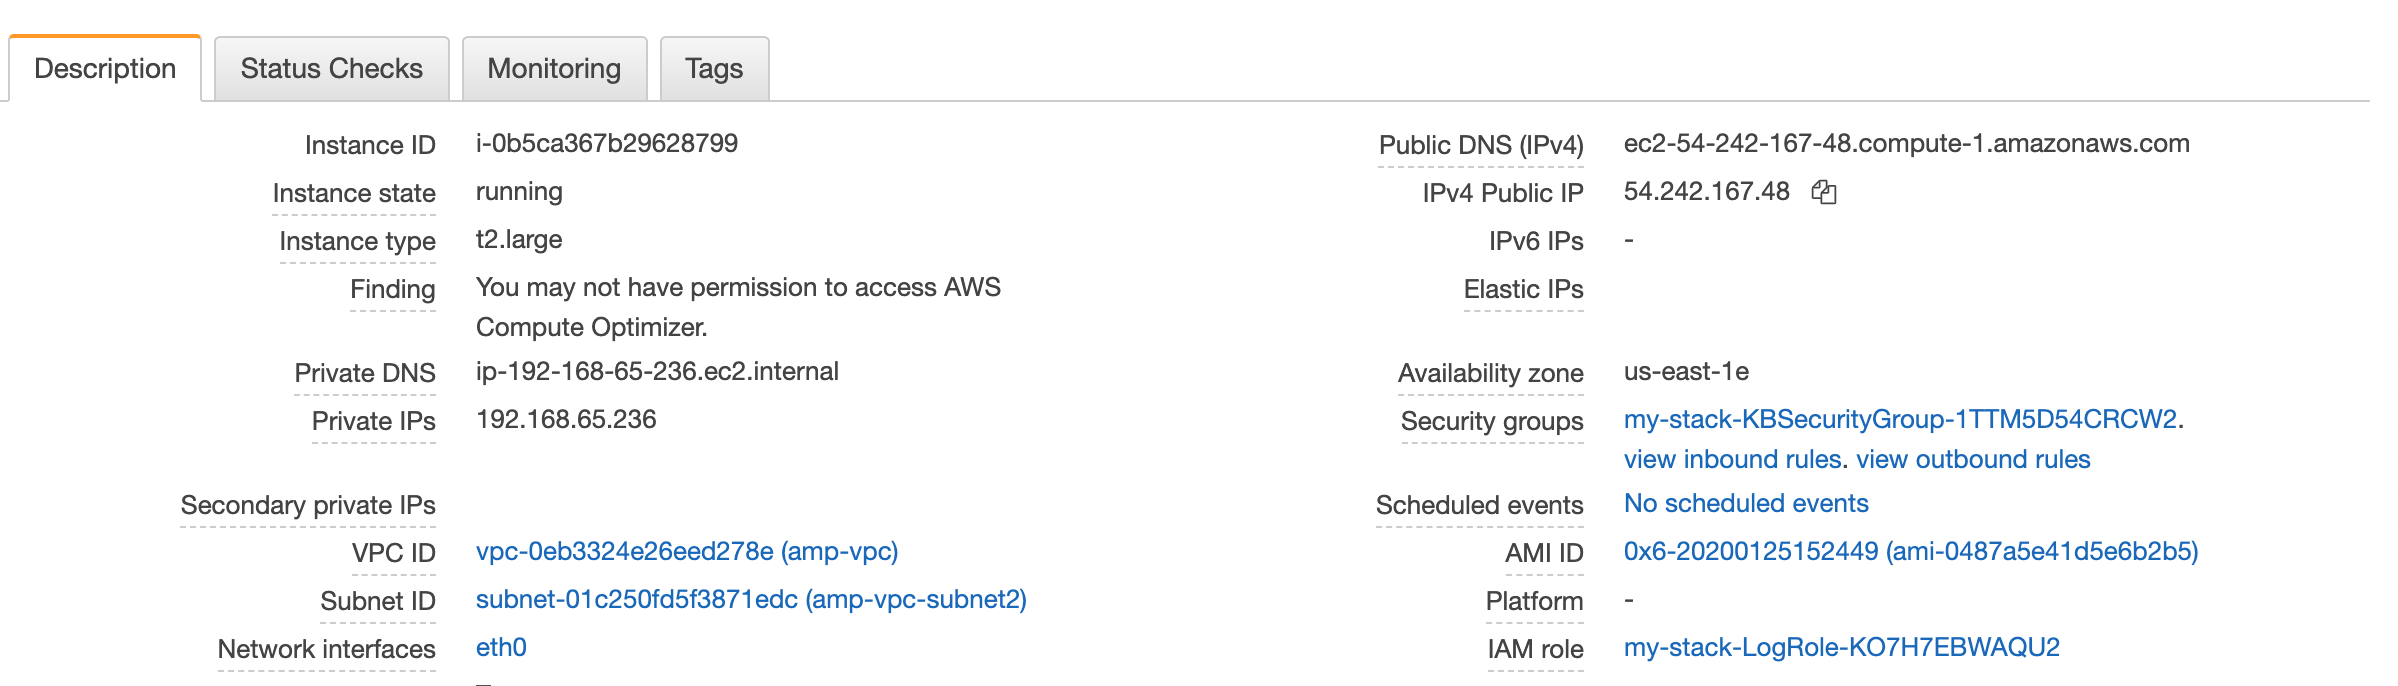 Description Status Checks Monitoring Tags
Instance ID i-0b5ca367b29628799
Instance state running
Instance type t2.large
Finding You may not have permission to access AWS
Compute Optimizer.
Private DNS ip-192-168-65-236.ec2.internal
Private IPs 192.168.65.236
Secondary private IPs
VPC ID vpc-0eb3324e26eed278e (amp-vpc)
Subnet ID subnet-01c250fd5f3871edc (amp-vpc-subnet2)
Network interfaces eth0
Public DNS (IPv4) ec2-54-242-167-48.compute-1.amazonaws.com
IPv4 Public IP 54.242.167.48
IPv6 IPs -
Elastic IPs
Availability zone us-east-1e
Security groups my-stack-KBSecurityGroup-1TTM5D54CRCW2.
view inbound rules. view outbound rules
Scheduled events No scheduled events
AMI ID 0x6-20200125152449 (ami-0487a5e41d5e6b2b5)
Platform -
IAM role my-stack-LogRole-KO7H7EBWAQU2